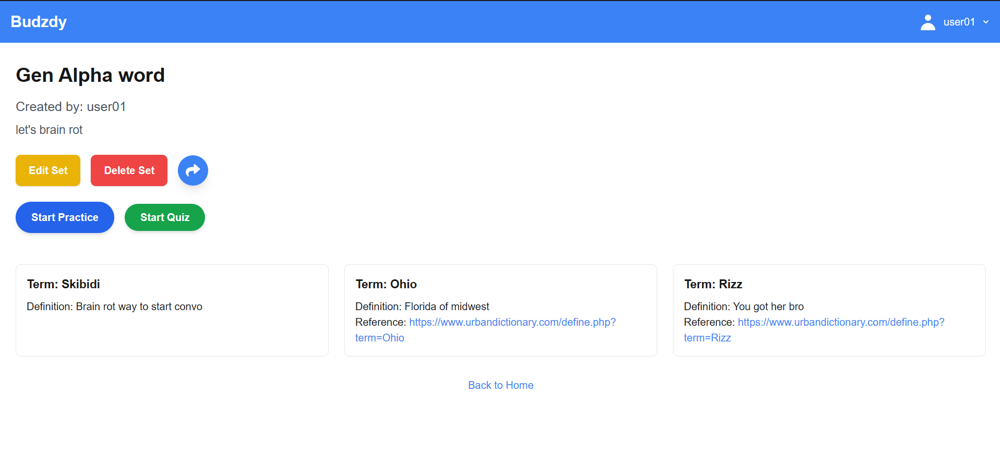 Budzdy
user01
Gen Alpha word
Created by: user01
let's brain rot
Edit Set
Delete Set
Start Practice
Start Quiz
Term: Skibidi
Definition: Brain rot way to start convo
Term: Ohio
Definition: Florida of midwest
Reference: https://www.urbandictionary.com/define.php?
term=Ohio
Term: Rizz
Definition: You got her bro
Reference: https://www.urbandictionary.com/define.php?
term=Rizz
Back to Home